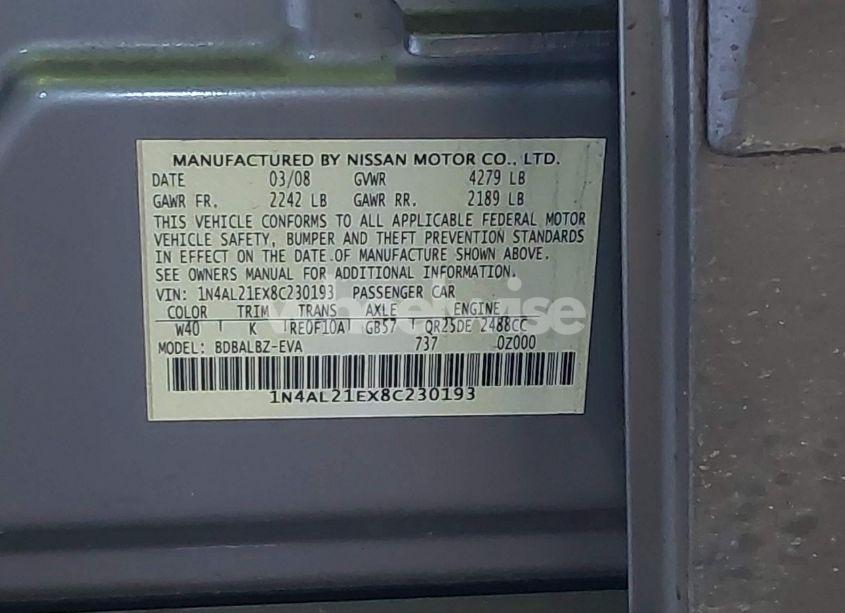 MANUFACTURED BY NISSAN MOTOR CO., LTD.
DATE 03/08 GVWR 4279 LB
GAWR FR. 2242 LB GAWR RR. 2189 LB
THIS VEHICLE CONFORMS TO ALL APPLICABLE FEDERAL MOTOR
VEHICLE SAFETY, BUMPER AND THEFT PREVENTION STANDARDS
IN EFFECT ON THE DATE OF MANUFACTURE SHOWN ABOVE.
SEE OWNERS MANUAL FOR ADDITIONAL INFORMATION.
VIN: 1N4AL21EX8C230193 PASSENGER CAR
COLOR TRIM TRANS AXLE ENGINE
W40 K RE0F10A GB57 QR25DE 2488CC
MODEL: BDBALBZ-EVA 737 0Z000
1N4AL21EX8C230193